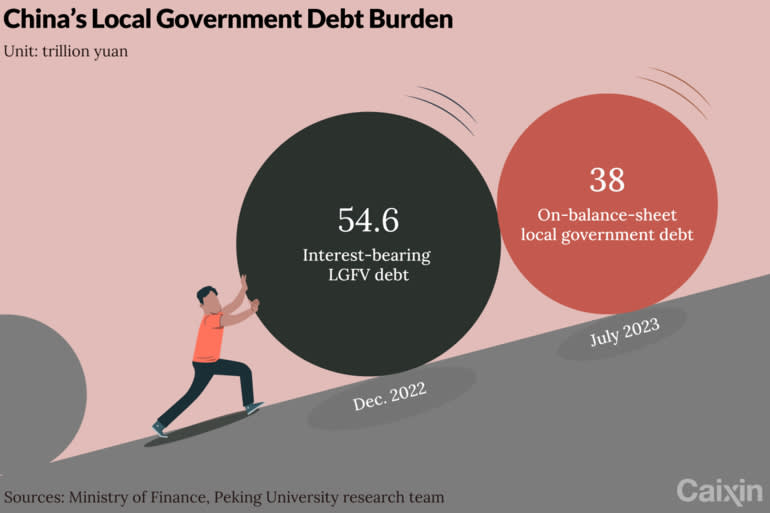 China's Local Government Debt Burden
Unit: trillion yuan
54.6
Interest-bearing
LGFV debt
38
On-balance-sheet
local government debt
Dec. 2022
July 2023
Sources: Ministry of Finance, Peking University research team
Caixin